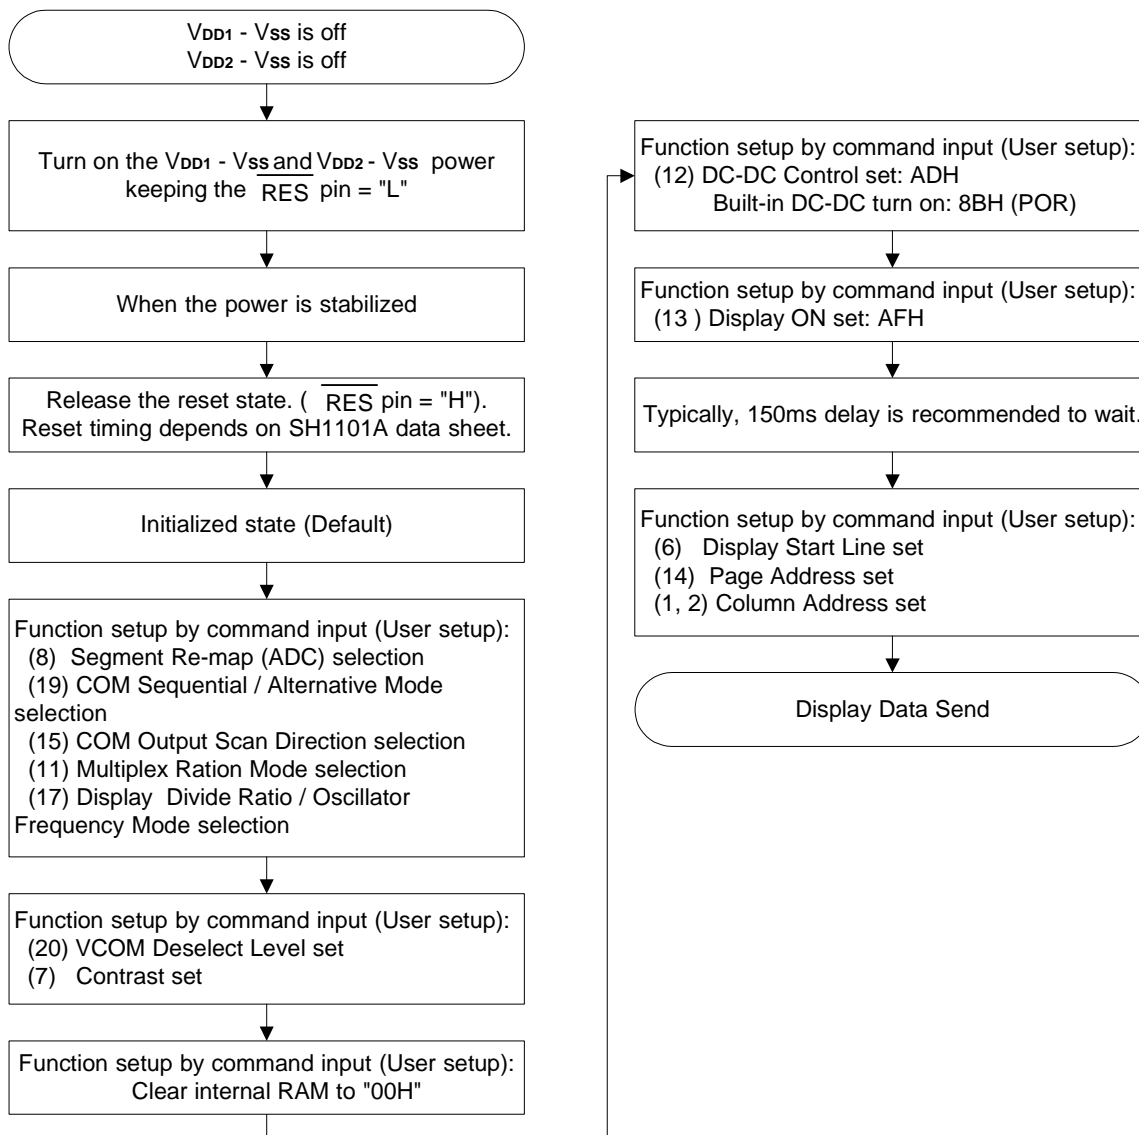 VDD1 - VSS is off
VDD2 - VSS is off
Turn on the VDD1 - VSS and VDD2 - VSS power
keeping the RES pin = "L"
When the power is stabilized
Release the reset state. ( RES pin = "H").
Reset timing depends on SH1101A data sheet.
Initialized state (Default)
Function setup by command input (User setup):
(8) Segment Re-map (ADC) selection
(19) COM Sequential / Alternative Mode
selection
(15) COM Output Scan Direction selection
(11) Multiplex Ration Mode selection
(17) Display Divide Ratio / Oscillator
Frequency Mode selection
Function setup by command input (User setup):
(20) VCOM Deselect Level set
(7) Contrast set
Function setup by command input (User setup):
Clear internal RAM to "00H"
Function setup by command input (User setup):
(12) DC-DC Control set: ADH
Built-in DC-DC turn on: 8BH (POR)
Function setup by command input (User setup):
(13 ) Display ON set: AFH
Typically, 150ms delay is recommended to wait.
Function setup by command input (User setup):
(6) Display Start Line set
(14) Page Address set
(1, 2) Column Address set
Display Data Send